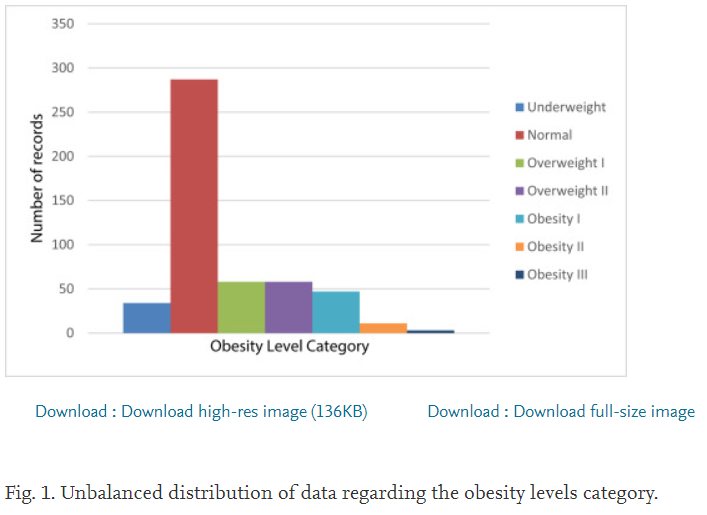 350
300
250
200
150
100
50
0
Number of records
Obesity Level Category
Underweight
Normal
Overweight I
Overweight II
Obesity I
Obesity II
Obesity III
Download : Download high-res image (136KB)
Download : Download full-size image
Fig. 1. Unbalanced distribution of data regarding the obesity levels category.